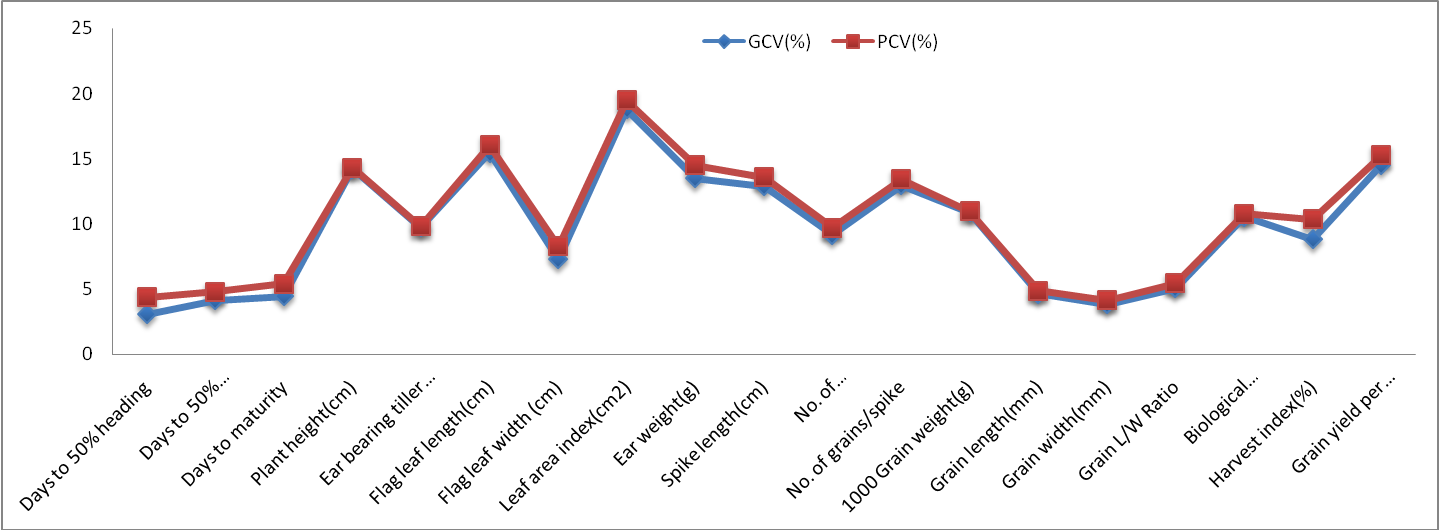 25
GCV(%) PCV(%)
20
15
10
5
0
Days to 50% heading
Days to 50%...
Days to maturity
Plant height(cm)
Ear bearing tiller...
Flag leaf length(cm)
Flag leaf width (cm)
Leaf area index(cm2)
Ear weight(g)
Spike length(cm)
No. of...
No. of grains/spike
1000 Grain weight(g)
Grain length(mm)
Grain width(mm)
Grain L/W Ratio
Biological...
Harvest index(%)
Grain yield per...